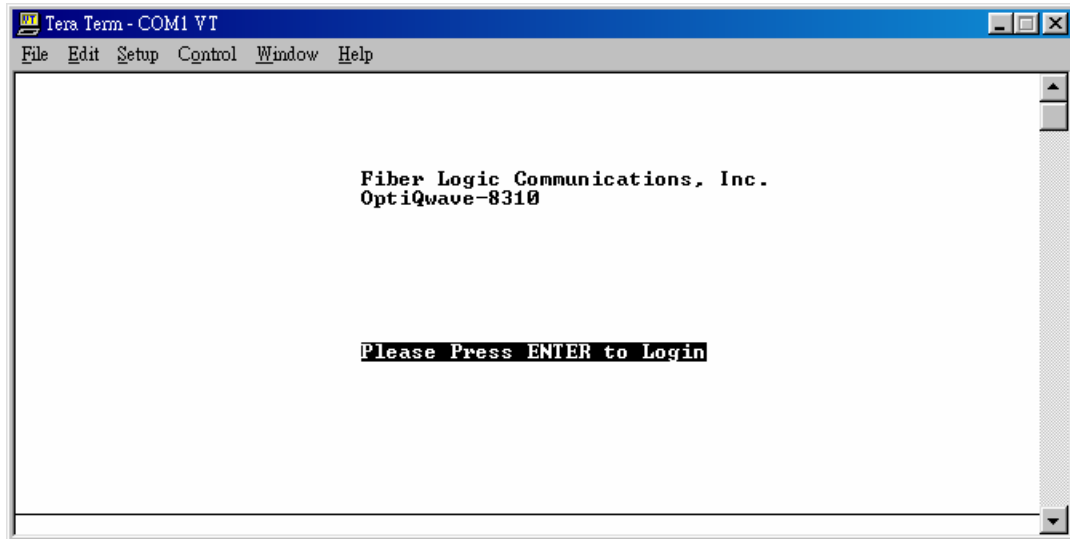 Tera Term - COM1 VT
File Edit Setup Control Window Help
Fiber Logic Communications, Inc.
OptiQwave-8310
Please Press ENTER to Login